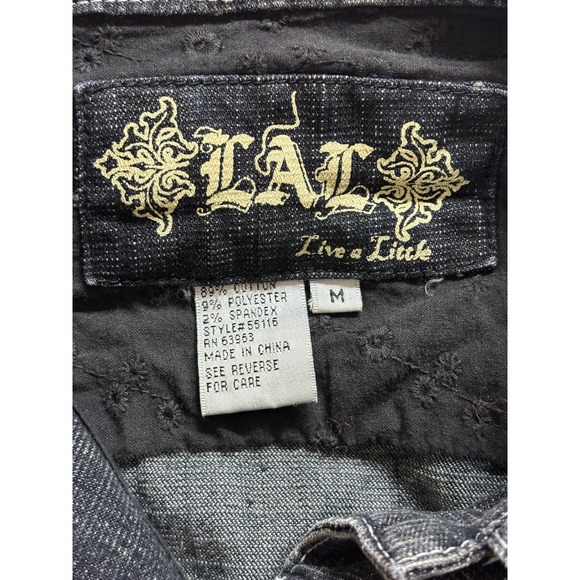 LAL
Live a Little
89% COTTON
9% POLYESTER
2% SPANDEX
STYLE#55116
RN 63963
MADE IN CHINA
SEE REVERSE
FOR CARE
M